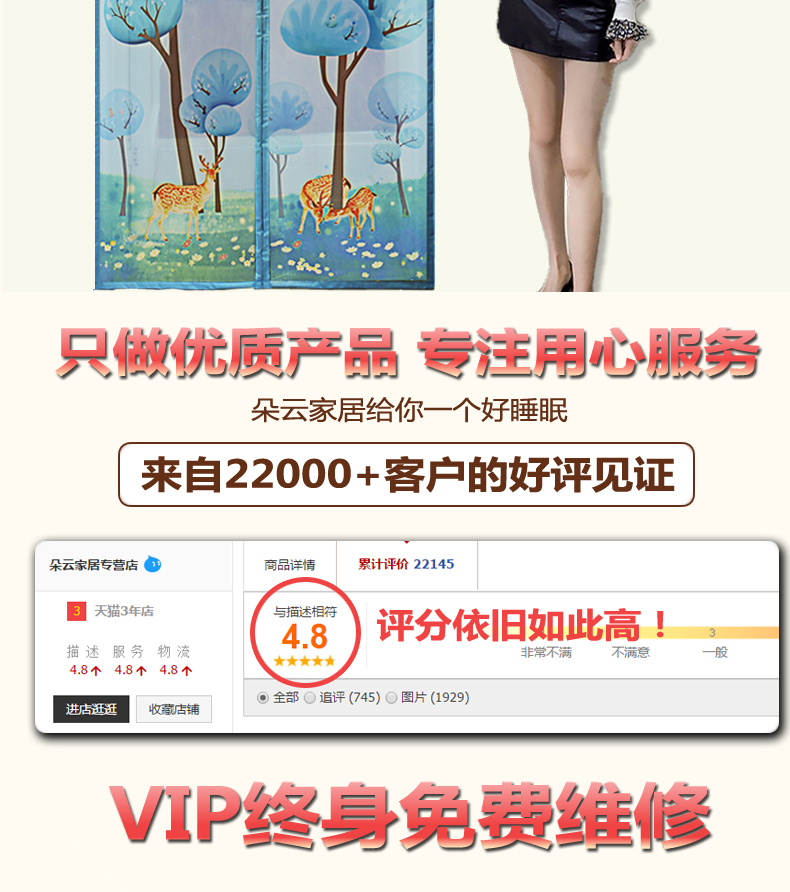 只做优质产品 专注用心服务
朵云家居给你一个好睡眠
来自22000+客户的好评见证
朵云家居专营店
商品详情 累计评价 22145
3 天猫3年店
与描述相符
4.8
评分依旧如此高！
3
非常不满 不满意 一般
描述 服务 物流
4.8 4.8 4.8
进店逛逛 收藏店铺
全部 追评 (745) 图片 (1929)
VIP终身免费维修